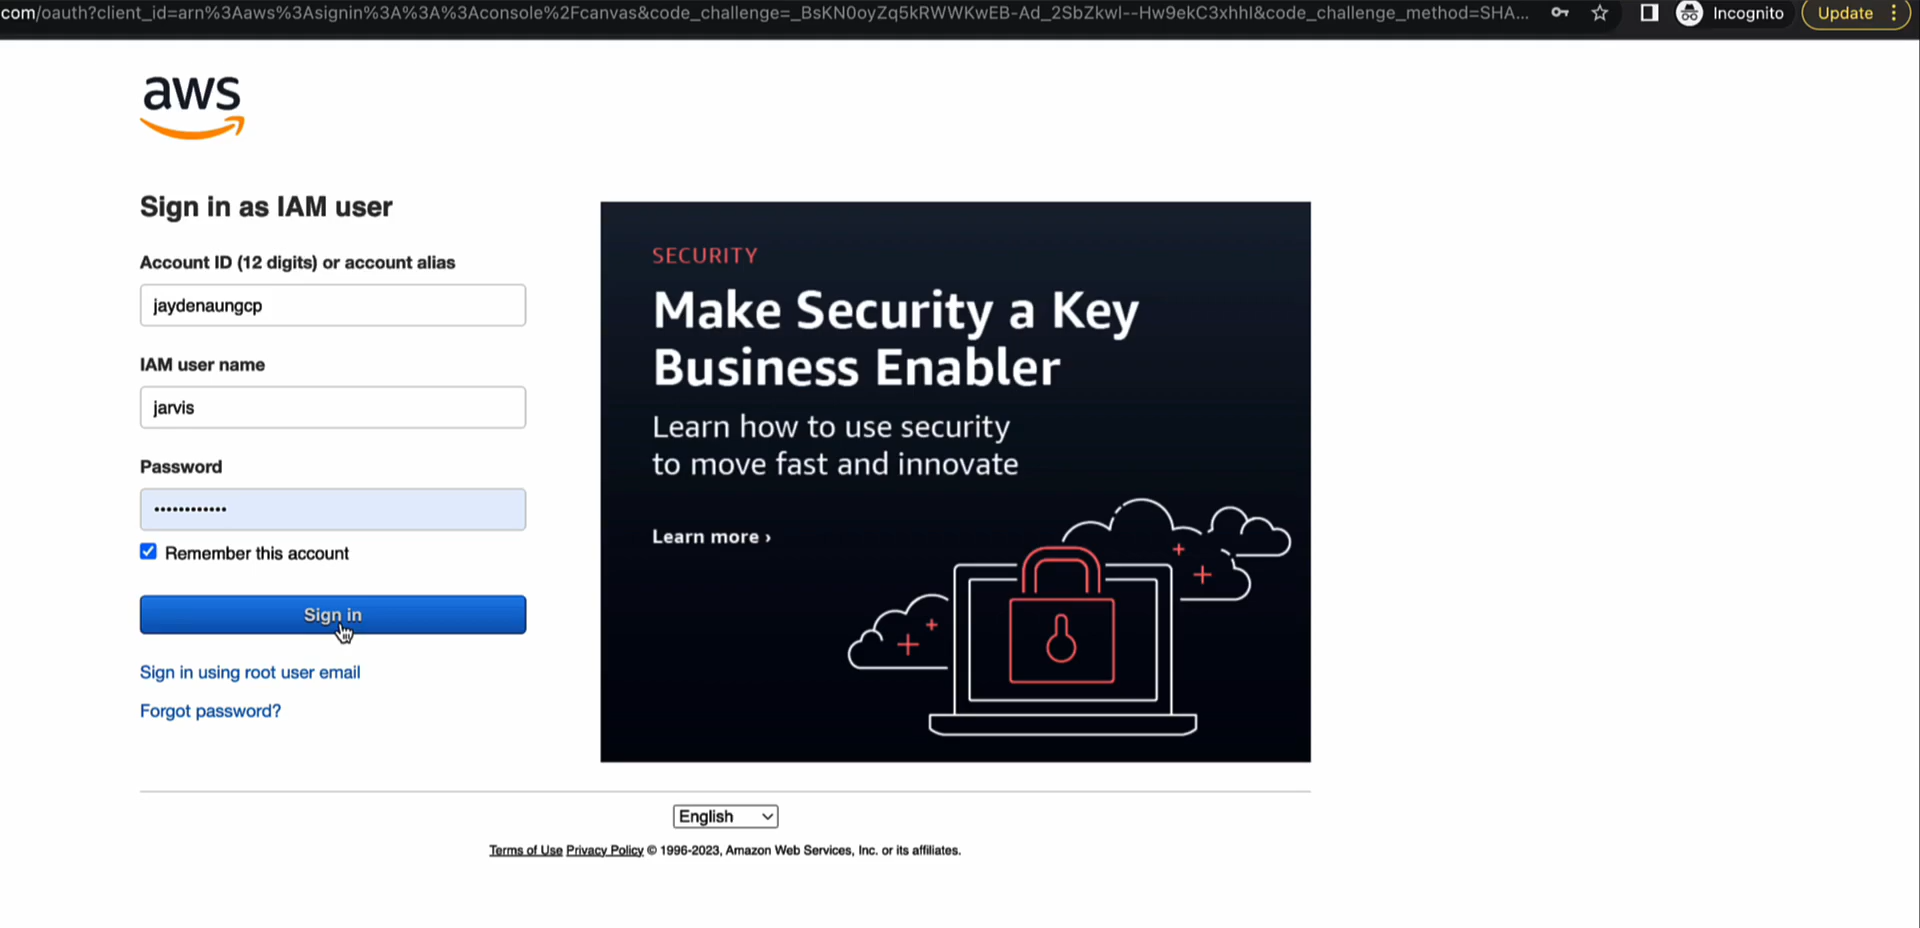 com/oauth?client_id=arn%3Aaws%3Asignin%3A%3A%3Aconsole%2Fcanvas&code_challenge=_BsKN0oyZq5kRWWKwEB-Ad_2SbZkwI--Hw9ekC3xhhI&code_challenge_method=SHA...
Incognito
Update
aws
Sign in as IAM user
Account ID (12 digits) or account alias
jaydenaungcp
IAM user name
jarvis
Password
••••••••••••
Remember this account
Sign in
Sign in using root user email
Forgot password?
SECURITY
Make Security a Key
Business Enabler
Learn how to use security
to move fast and innovate
Learn more ›
English
Terms of Use Privacy Policy © 1996-2023, Amazon Web Services, Inc. or its affiliates.